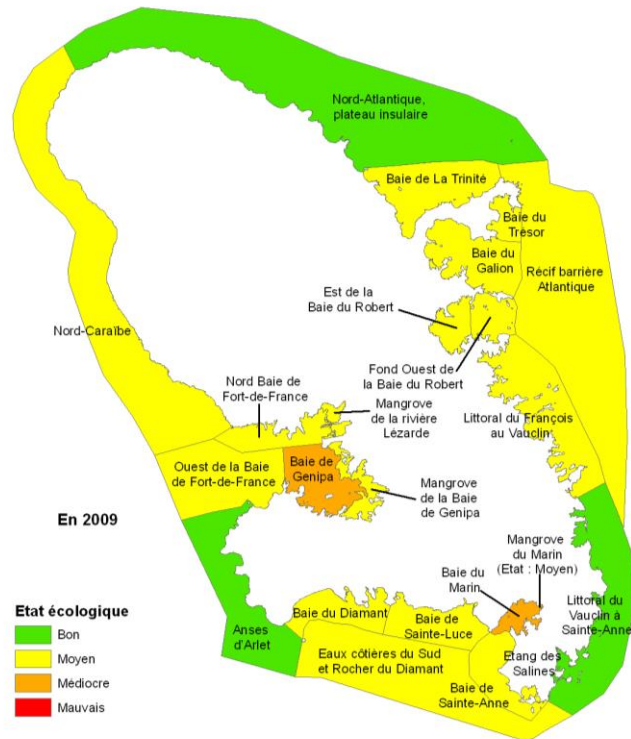 Nord-Atlantique,
plateau insulaire
Baie de La Trinité
Baie du
Trésor
Baie du
Galion
Récif barrière
Atlantique
Est de la
Baie du Robert
Nord-Caraïbe
Fond Ouest de
la Baie du Robert
Nord Baie de
Fort-de-France
Mangrove
de la rivière
Lézarde
Littoral du François
au Vauclin
Ouest de la Baie
de Fort-de-France
Baie de
Genipa
Mangrove
de la Baie
de Genipa
En 2009
Mangrove
du Marin
(Etat : Moyen)
Baie du
Marin
Littoral du
Vauclin à
Sainte-Anne
Etat écologique
Bon
Moyen
Médiocre
Mauvais
Anses
d'Arlet
Baie du Diamant
Baie de
Sainte-Luce
Eaux côtières du Sud
et Rocher du Diamant
Etang des
Salines
Baie de
Sainte-Anne